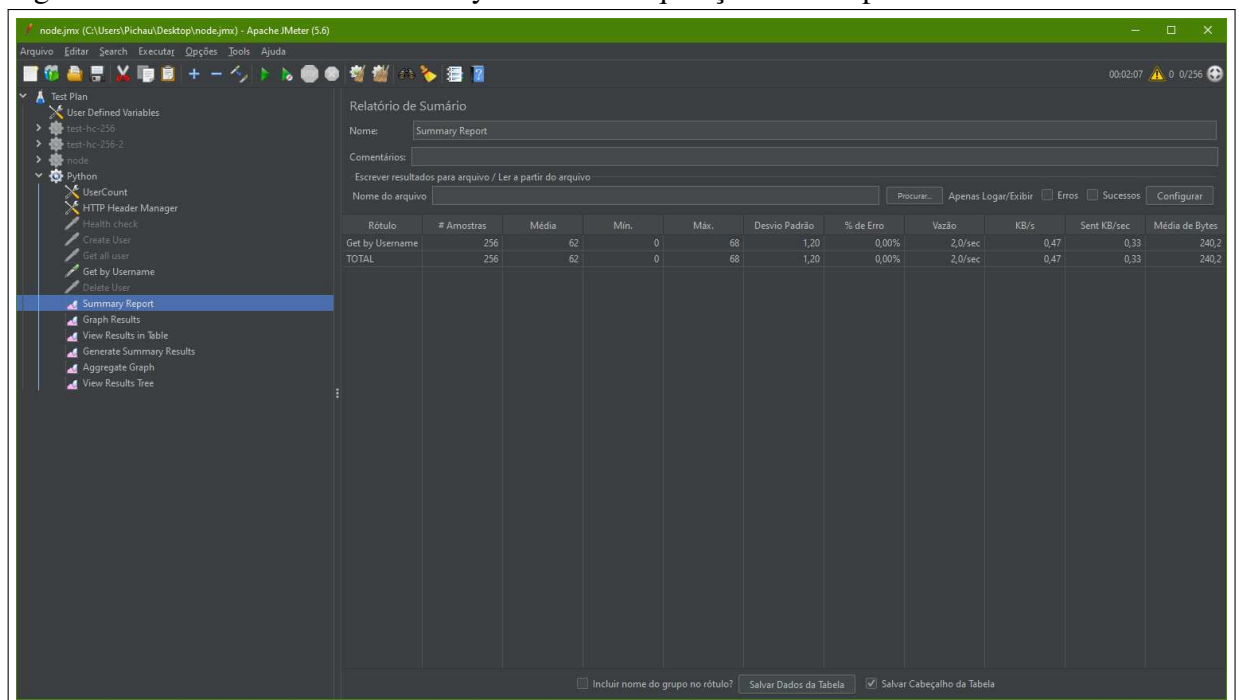 node.jmx (C:\Users\Pichau\Desktop\node.jmx) - Apache JMeter (5.6)
Arquivo Editar Search Executar Opções Tools Ajuda
00:02:07 0 0/256
Test Plan
User Defined Variables
test-hc-256
test-hc-256-2
node
Python
UserCount
HTTP Header Manager
Health check
Create User
Get all user
Get by Username
Delete User
Summary Report
Graph Results
View Results in Table
Generate Summary Results
Aggregate Graph
View Results Tree
Relatório de Sumário
Nome: Summary Report
Comentários:
Escrever resultados para arquivo / Ler a partir do arquivo
Nome do arquivo Procurar... Apenas Logar/Exibir Erros Sucessos Configurar
Rótulo # Amostras Média Mín. Máx. Desvio Padrão % de Erro Vazão KB/s Sent KB/sec Média de Bytes
Get by Username 256 62 0 68 1,20 0,00% 2,0/sec 0,47 0,33 240,2
TOTAL 256 62 0 68 1,20 0,00% 2,0/sec 0,47 0,33 240,2
Incluir nome do grupo no rótulo? Salvar Dados da Tabela Salvar Cabeçalho da Tabela